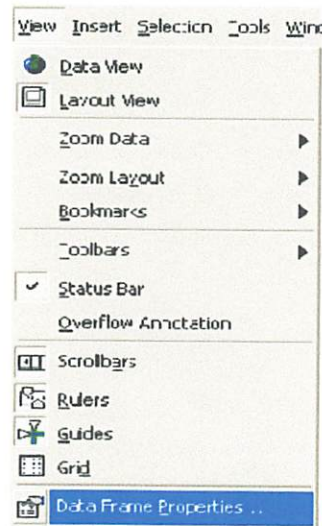 View Insert Selection Tools Wind
Data View
Layout View
Zoom Data
Zoom Layout
Bookmarks
Toolbars
Status Bar
Overflow Annotation
Scrollbars
Rulers
Guides
Grid
Data Frame Properties ...